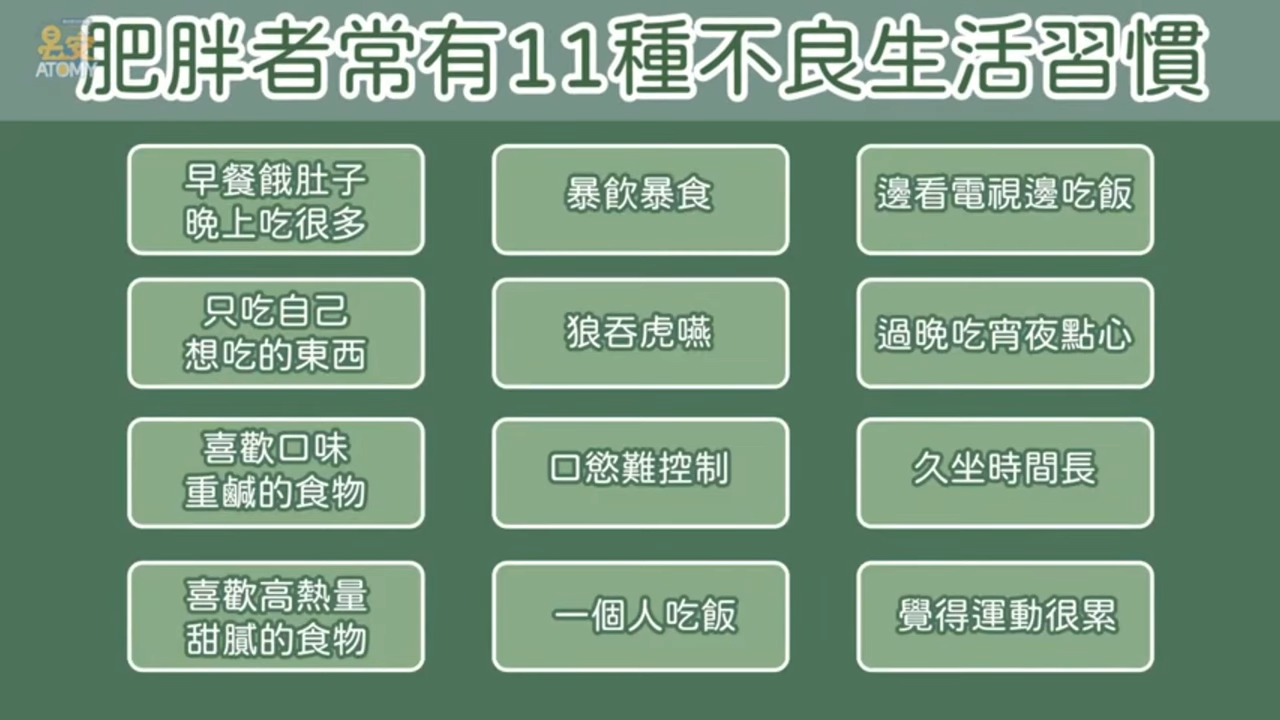 肥胖者常有11種不良生活習慣
ATOMY
早餐餓肚子
晚上吃很多
暴飲暴食
邊看電視邊吃飯
只吃自己
想吃的東西
狼吞虎嚥
過晚吃宵夜點心
喜歡口味
重鹹的食物
口慾難控制
久坐時間長
喜歡高熱量
甜膩的食物
一個人吃飯
覺得運動很累